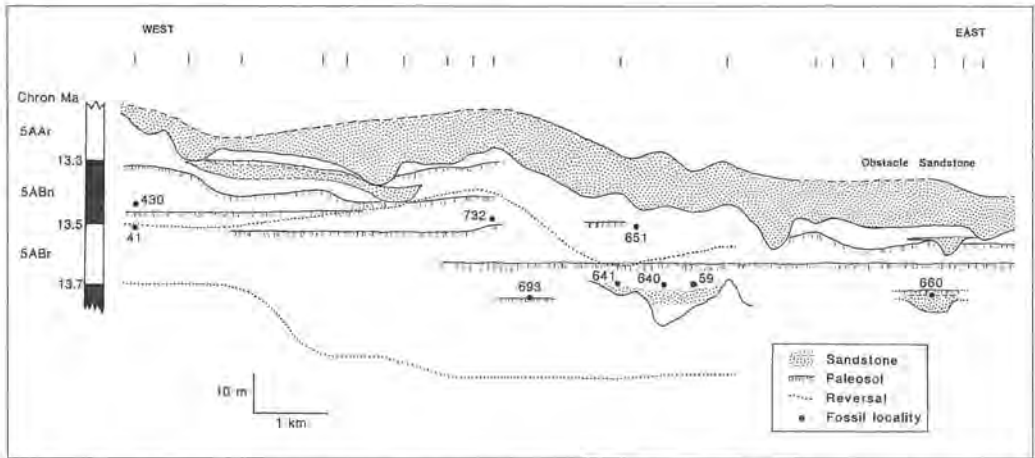 WEST
EAST
Chron Ma
5AAr
13.3
Obstacle Sandstone
5ABn
430
732
13.5
41
651
5ABr
641
640
59
13.7
693
660
10 m
1 km
Sandstone
Paleosol
Reversal
Fossil locality